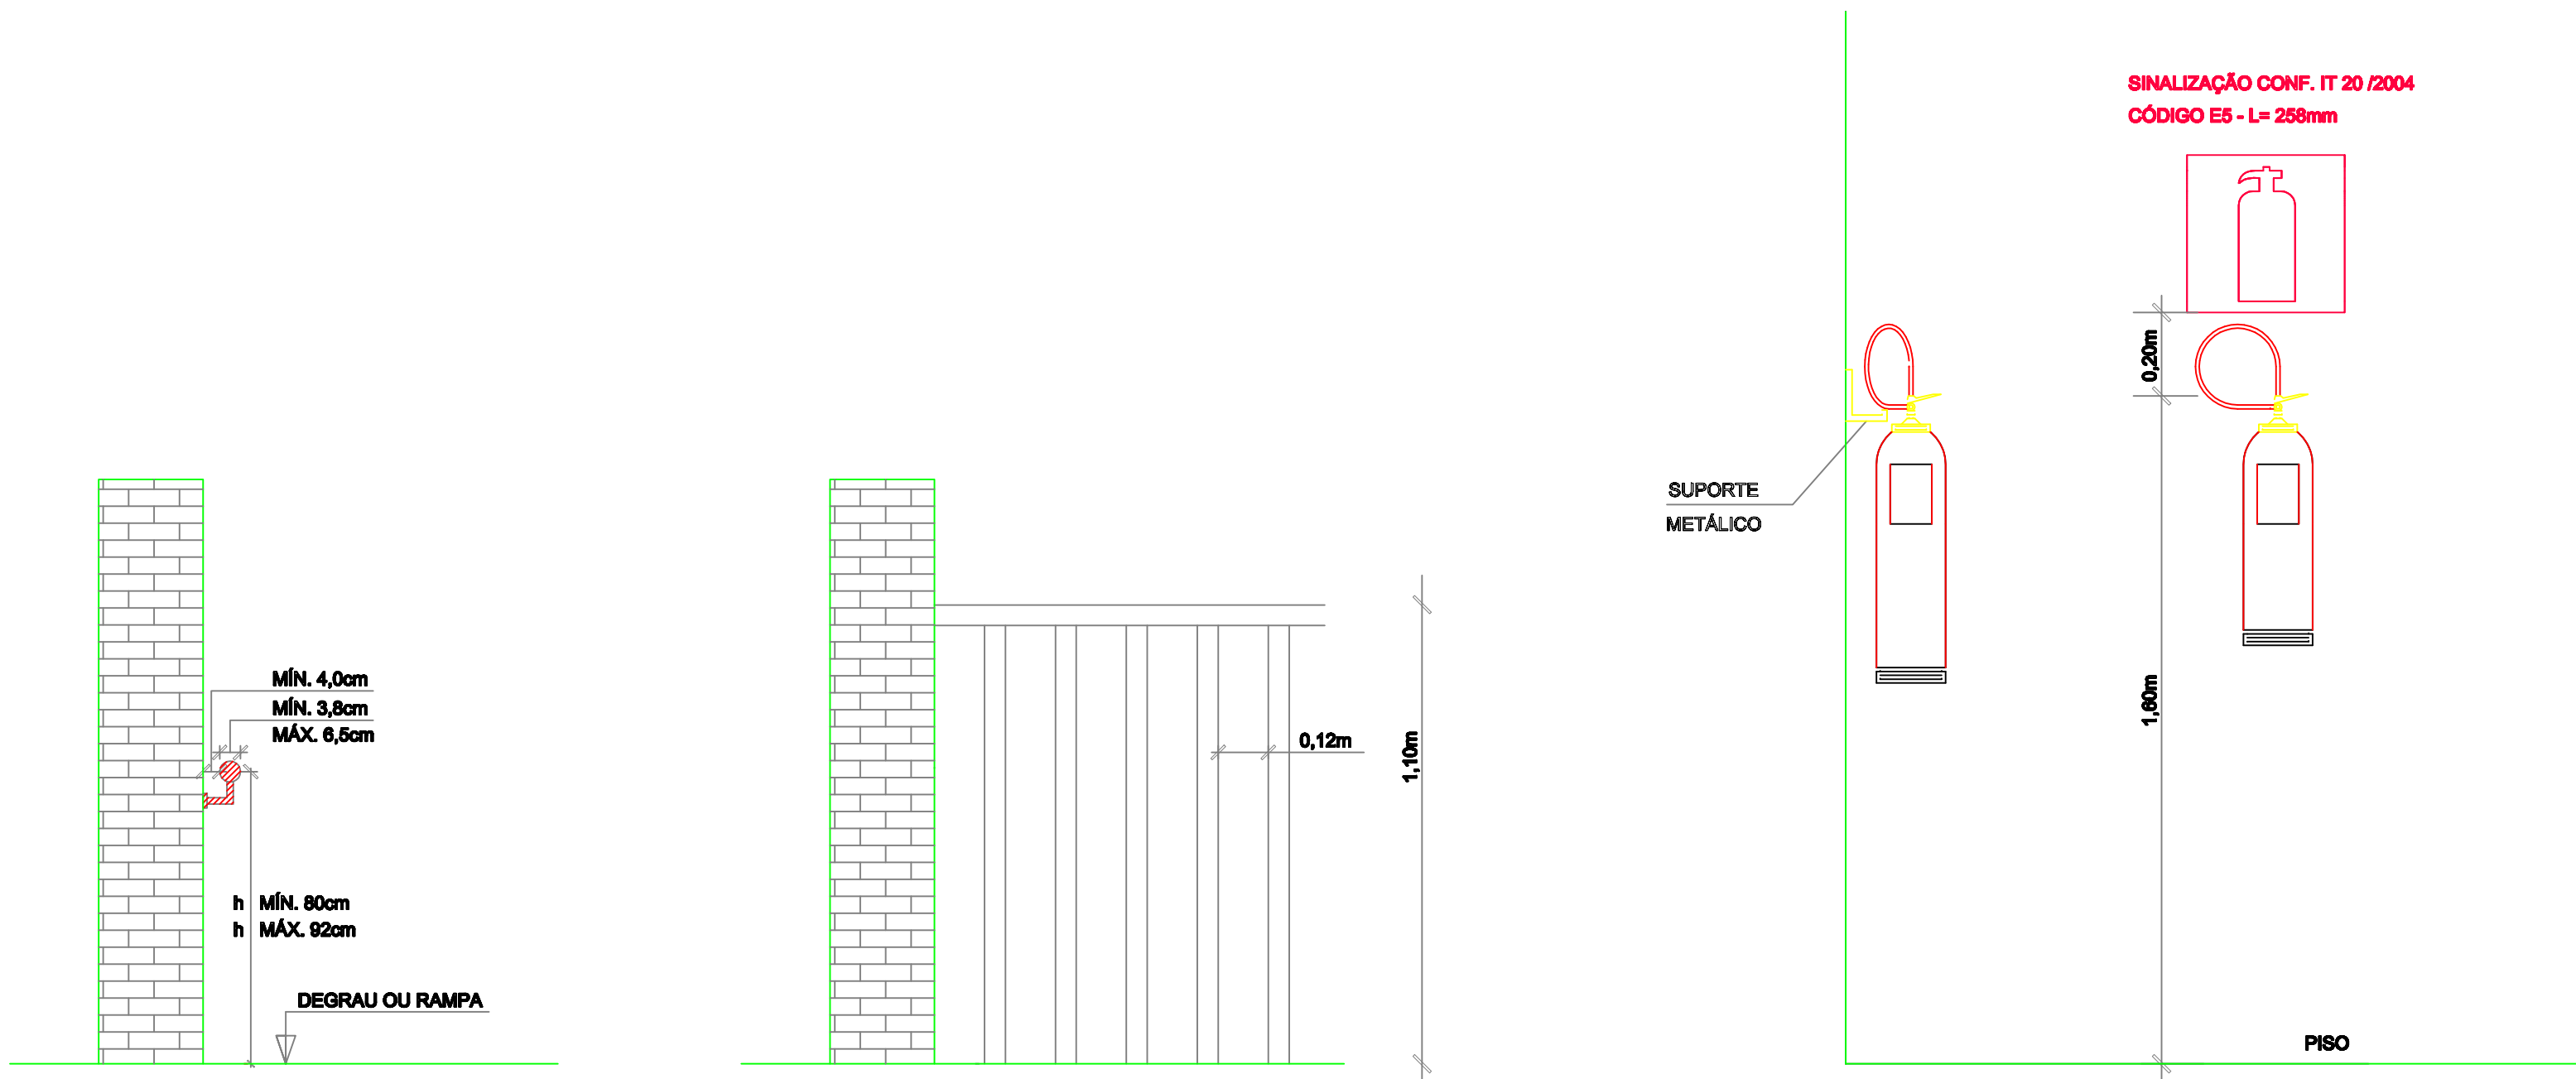 MÍN. 4,0cm
MÍN. 3,8cm
MÁX. 6,5cm
h MÍN. 80cm
h MÁX. 92cm
DEGRAU OU RAMPA
0,12m
1,10m
SUPORTE
METÁLICO
SINALIZAÇÃO CONF. IT 20 /2004
CÓDIGO E5 - L= 258mm
0,20m
1,60m
PISO